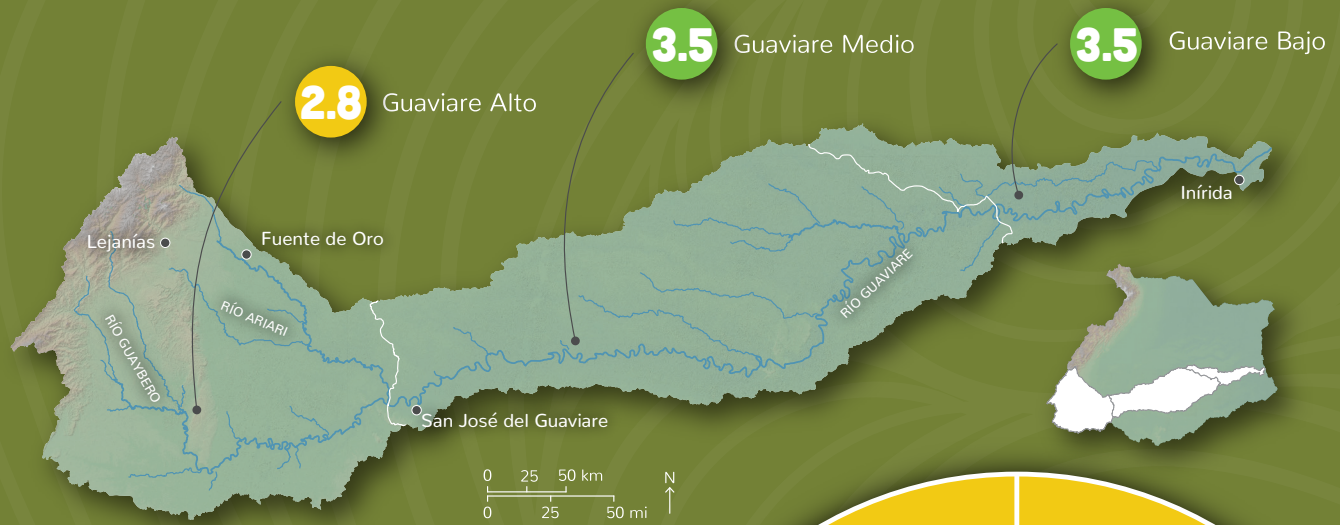 3.5 Guaviare Medio
3.5 Guaviare Bajo
2.8 Guaviare Alto
Inírida
Lejanías
Fuente de Oro
RÍO GUAVIARE
RÍO ARIARI
RÍO GUAYBERO
San José del Guaviare
0 25 50 km
N
0 25 50 mi